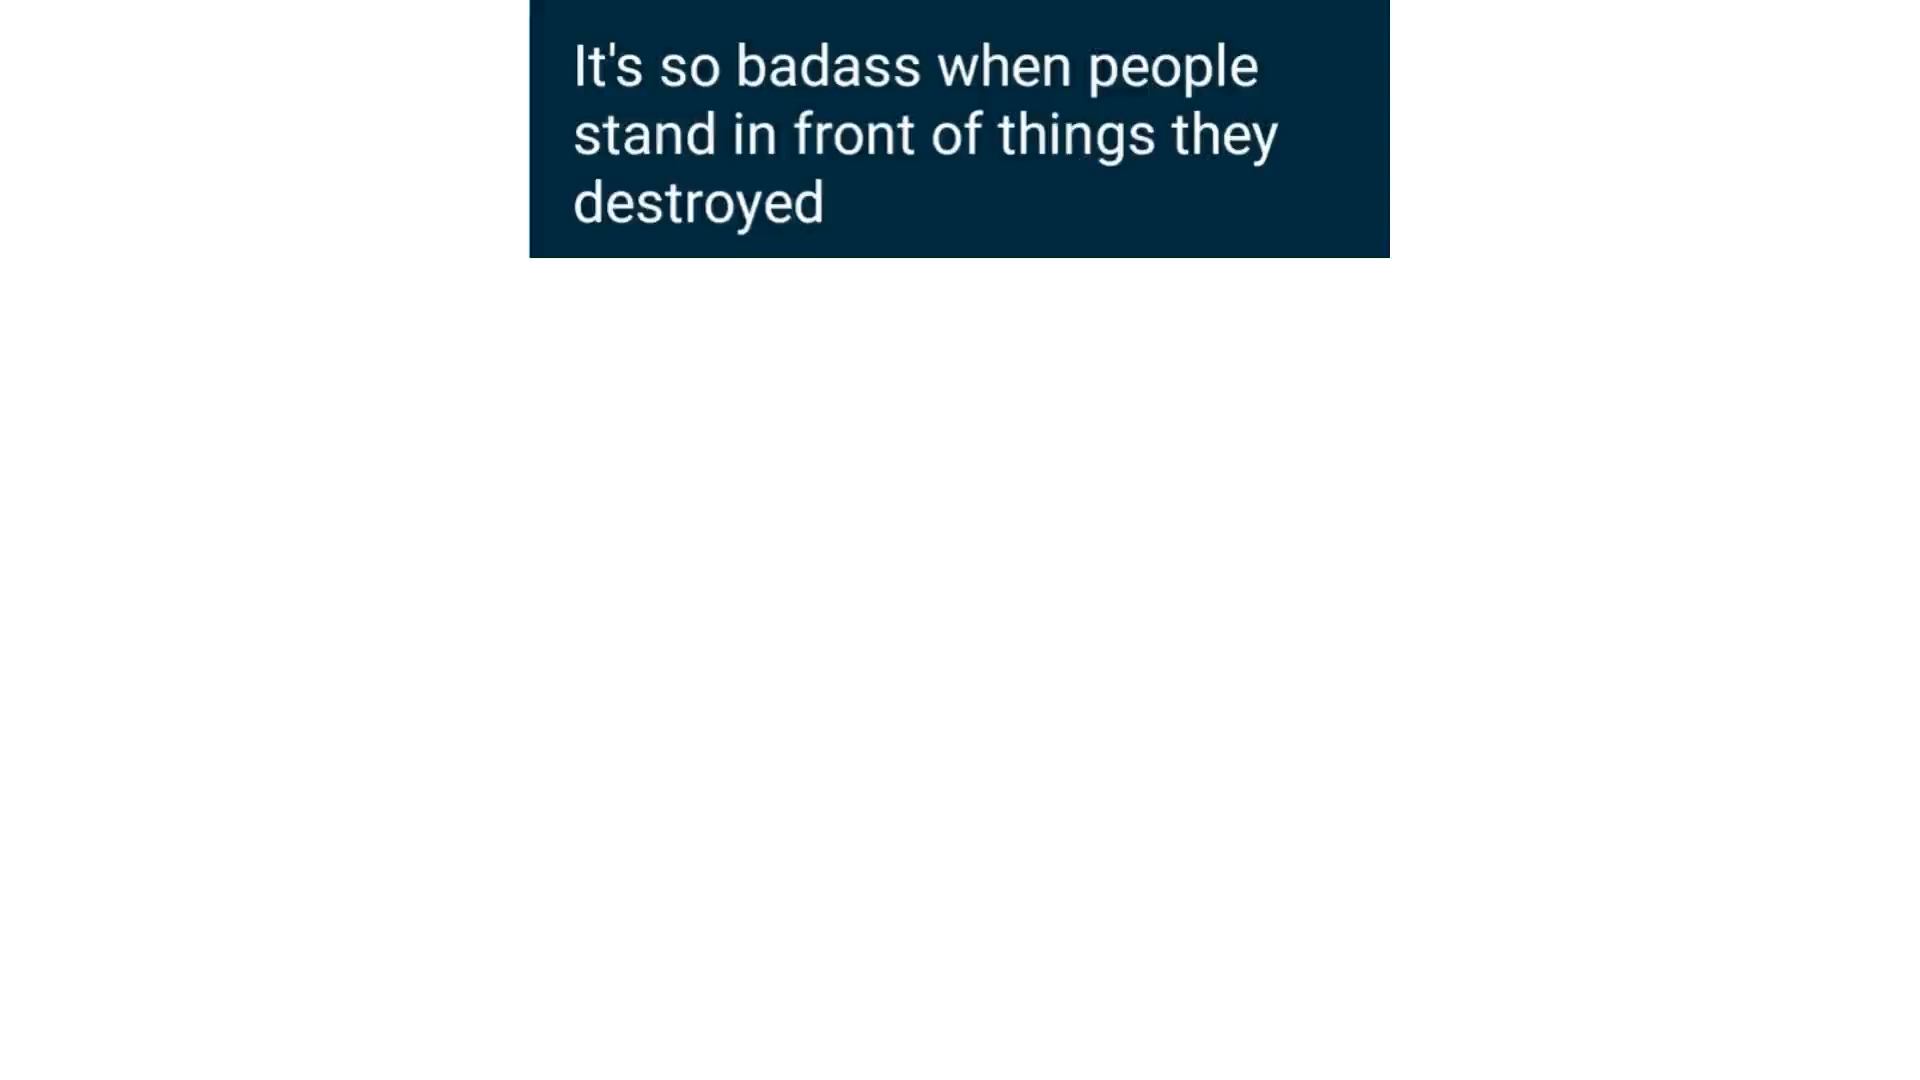 It's so badass when people
stand in front of things they
destroyed